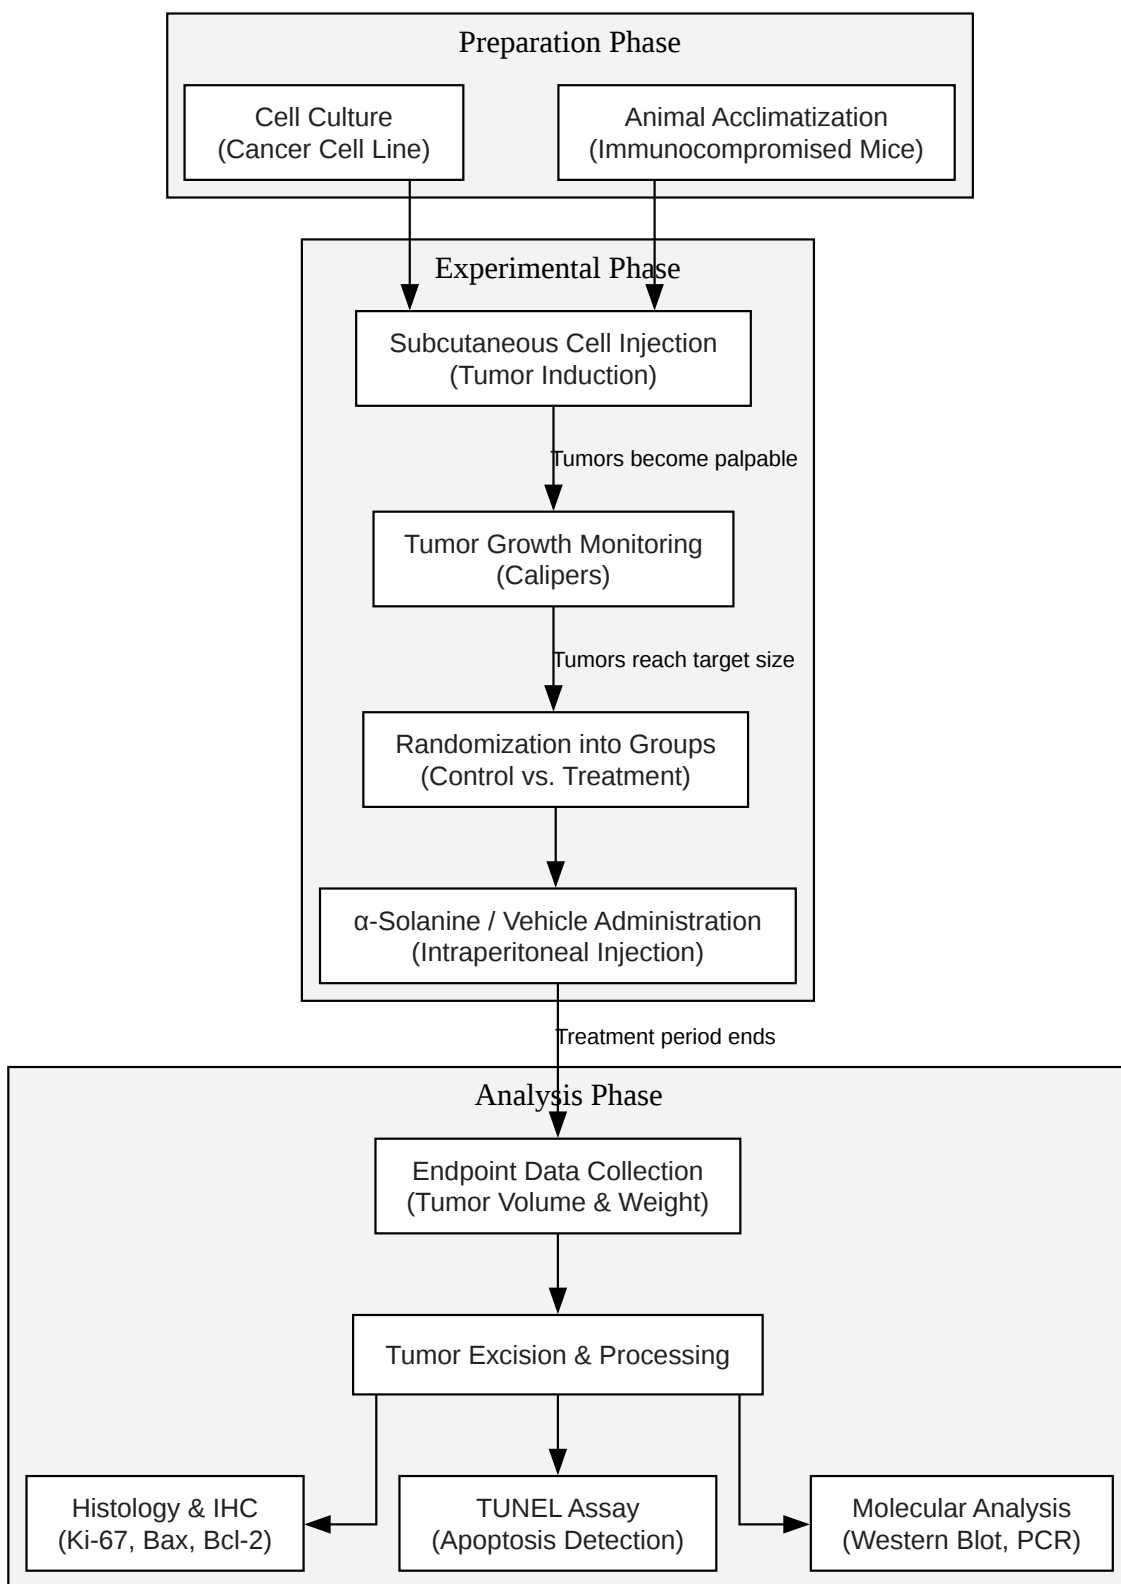 Preparation Phase
Cell Culture
(Cancer Cell Line)
Animal Acclimatization
(Immunocompromised Mice)
Experimental Phase
Subcutaneous Cell Injection
(Tumor Induction)
Tumors become palpable
Tumor Growth Monitoring
(Calipers)
Tumors reach target size
Randomization into Groups
(Control vs. Treatment)
α-Solanine / Vehicle Administration
(Intraperitoneal Injection)
Treatment period ends
Analysis Phase
Endpoint Data Collection
(Tumor Volume & Weight)
Tumor Excision & Processing
Histology & IHC
(Ki-67, Bax, Bcl-2)
TUNEL Assay
(Apoptosis Detection)
Molecular Analysis
(Western Blot, PCR)